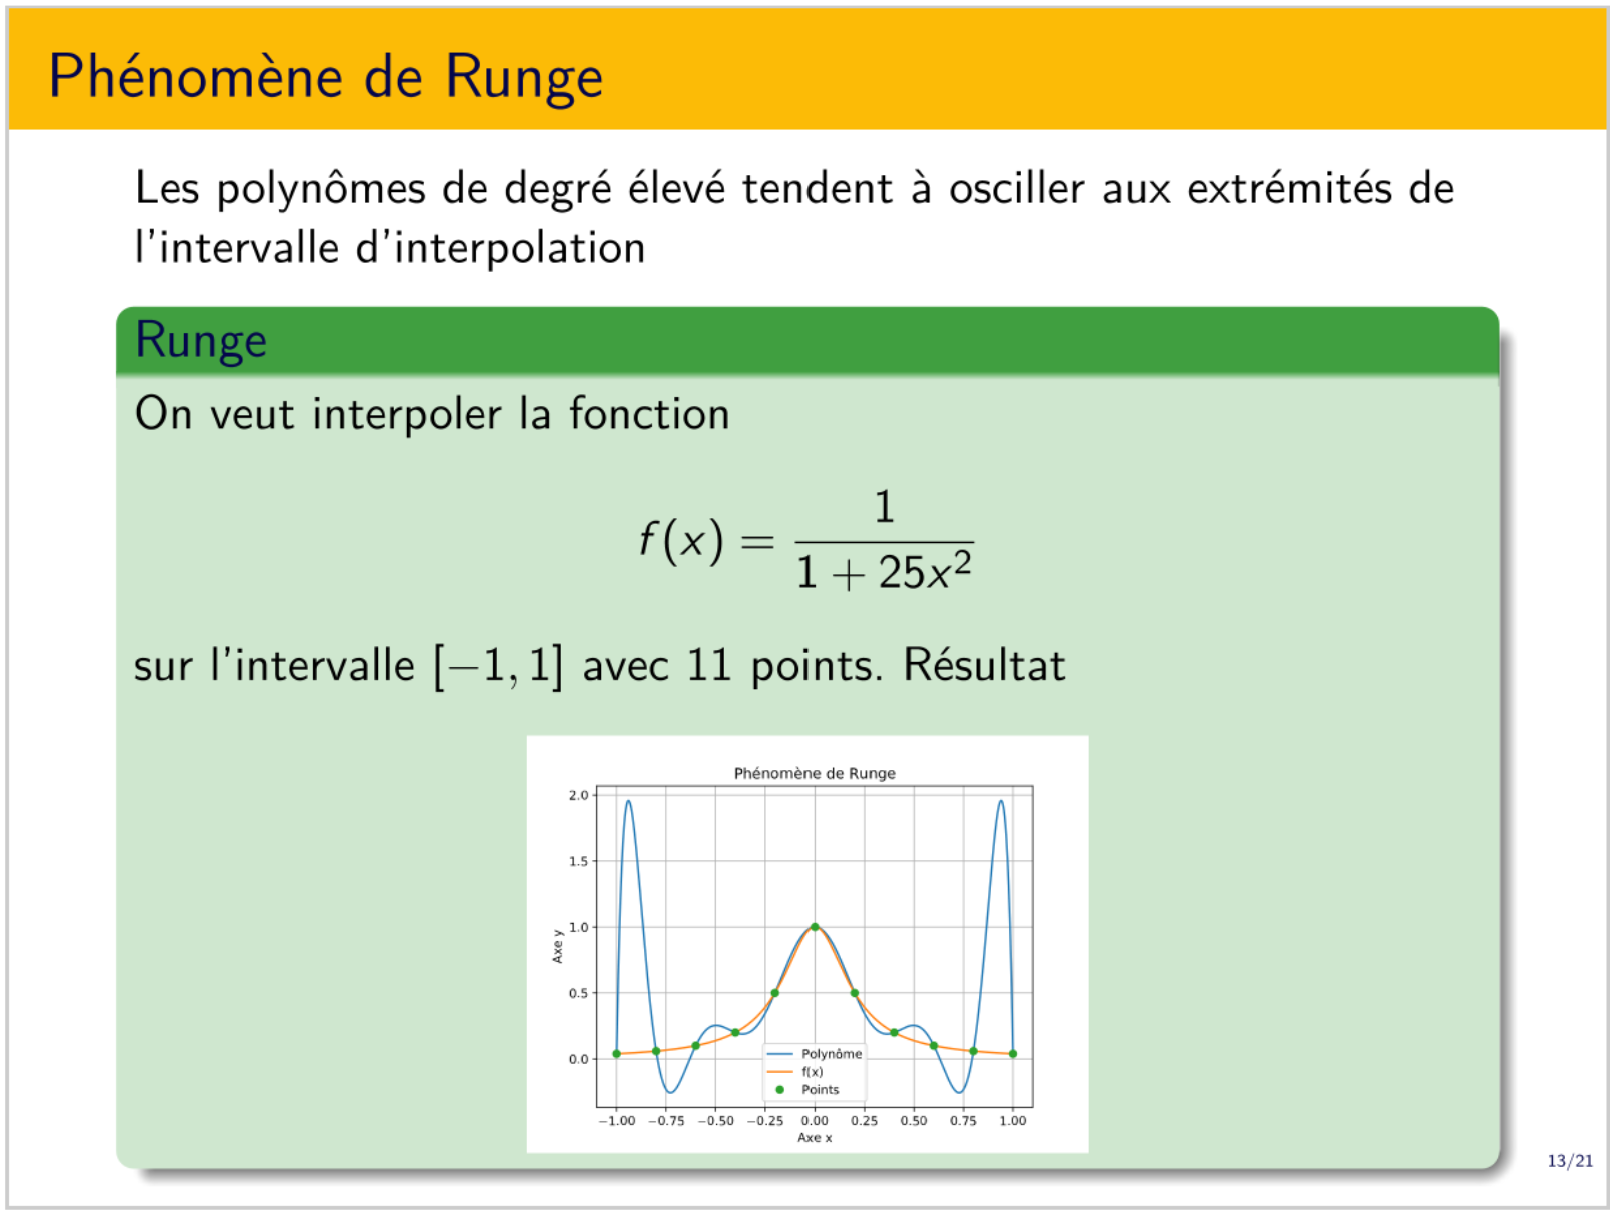 Phénomène de Runge
Les polynômes de degré élevé tendent à osciller aux extrémités de
l'intervalle d'interpolation
Runge
On veut interpoler la fonction
f(x) = 1 / (1 + 25x²)
sur l'intervalle [−1, 1] avec 11 points. Résultat
Phénomène de Runge
2.0
1.5
1.0
0.5
0.0
Axe y
Polynôme
f(x)
Points
−1.00 −0.75 −0.50 −0.25 0.00 0.25 0.50 0.75 1.00
Axe x
13/21